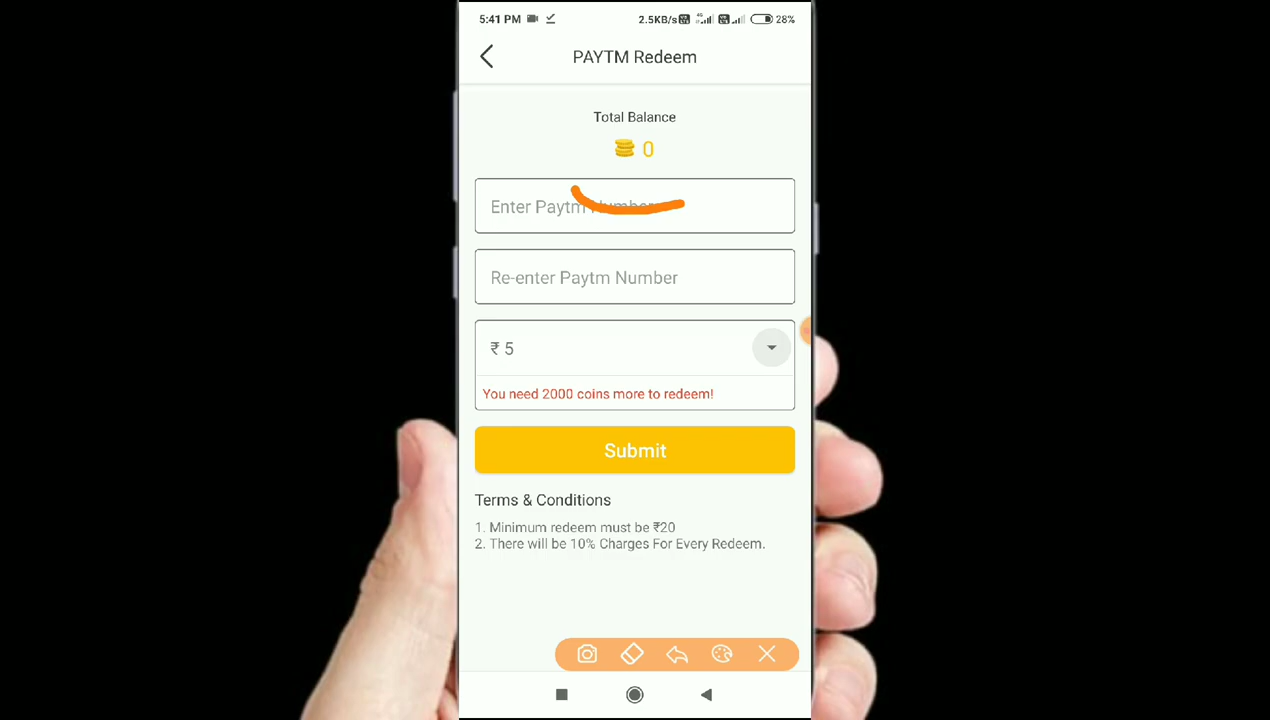 5:41 PM 2.5KB/s 4G 28%
PAYTM Redeem
Total Balance
0
Enter Paytm Number
Re-enter Paytm Number
₹ 5
You need 2000 coins more to redeem!
Submit
Terms & Conditions
1. Minimum redeem must be ₹20
2. There will be 10% Charges For Every Redeem.